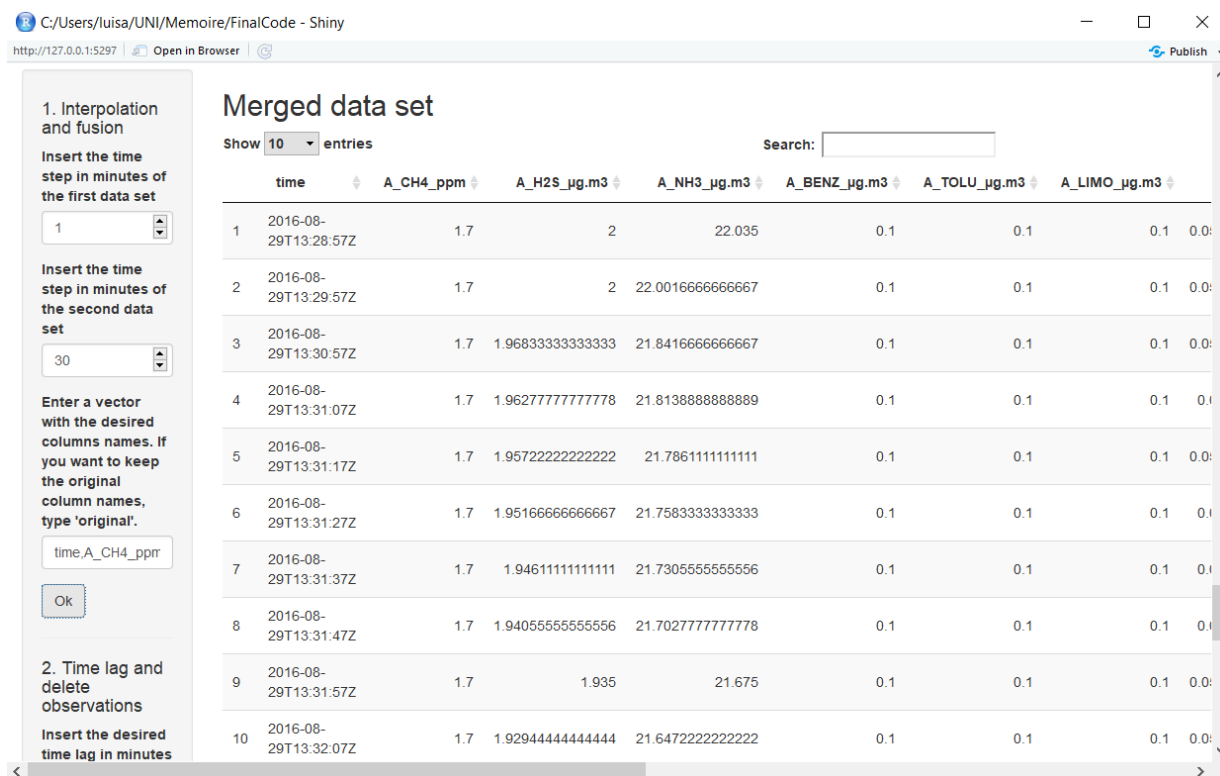 C:/Users/luisa/UNI/Memoire/FinalCode - Shiny
http://127.0.0.1:5297 Open in Browser Publish
1. Interpolation
and fusion
Insert the time
step in minutes of
the first data set
1
Insert the time
step in minutes of
the second data
set
30
Enter a vector
with the desired
columns names. If
you want to keep
the original
column names,
type 'original'.
time,A_CH4_ppm
Ok
2. Time lag and
delete
observations
Insert the desired
time lag in minutes
Merged data set
Show 10 entries Search:
time A_CH4_ppm A_H2S_µg.m3 A_NH3_µg.m3 A_BENZ_µg.m3 A_TOLU_µg.m3 A_LIMO_µg.m3
1 2016-08-
29T13:28:57Z 1.7 2 22.035 0.1 0.1 0.1
2 2016-08-
29T13:29:57Z 1.7 2 22.0016666666667 0.1 0.1 0.1
3 2016-08-
29T13:30:57Z 1.7 1.96833333333333 21.8416666666667 0.1 0.1 0.1
4 2016-08-
29T13:31:07Z 1.7 1.96277777777778 21.8138888888889 0.1 0.1 0.1
5 2016-08-
29T13:31:17Z 1.7 1.95722222222222 21.7861111111111 0.1 0.1 0.1
6 2016-08-
29T13:31:27Z 1.7 1.95166666666667 21.7583333333333 0.1 0.1 0.1
7 2016-08-
29T13:31:37Z 1.7 1.94611111111111 21.7305555555556 0.1 0.1 0.1
8 2016-08-
29T13:31:47Z 1.7 1.94055555555556 21.7027777777778 0.1 0.1 0.1
9 2016-08-
29T13:31:57Z 1.7 1.935 21.675 0.1 0.1 0.1
10 2016-08-
29T13:32:07Z 1.7 1.92944444444444 21.6472222222222 0.1 0.1 0.1